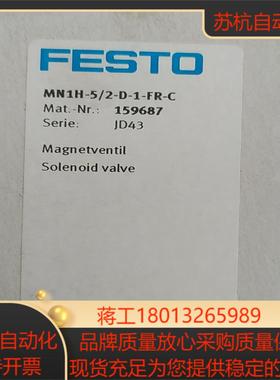 苏杭自动
FESTO
MN1H-5/2-D-1-FR-C
Mat.-Nr.: 159687
Serie: JD43
Magnetventil
Solenoid valve
蒋工18013265989
自动化 品牌质量放心采购质量保
开票 现货充足为您提供稳定的